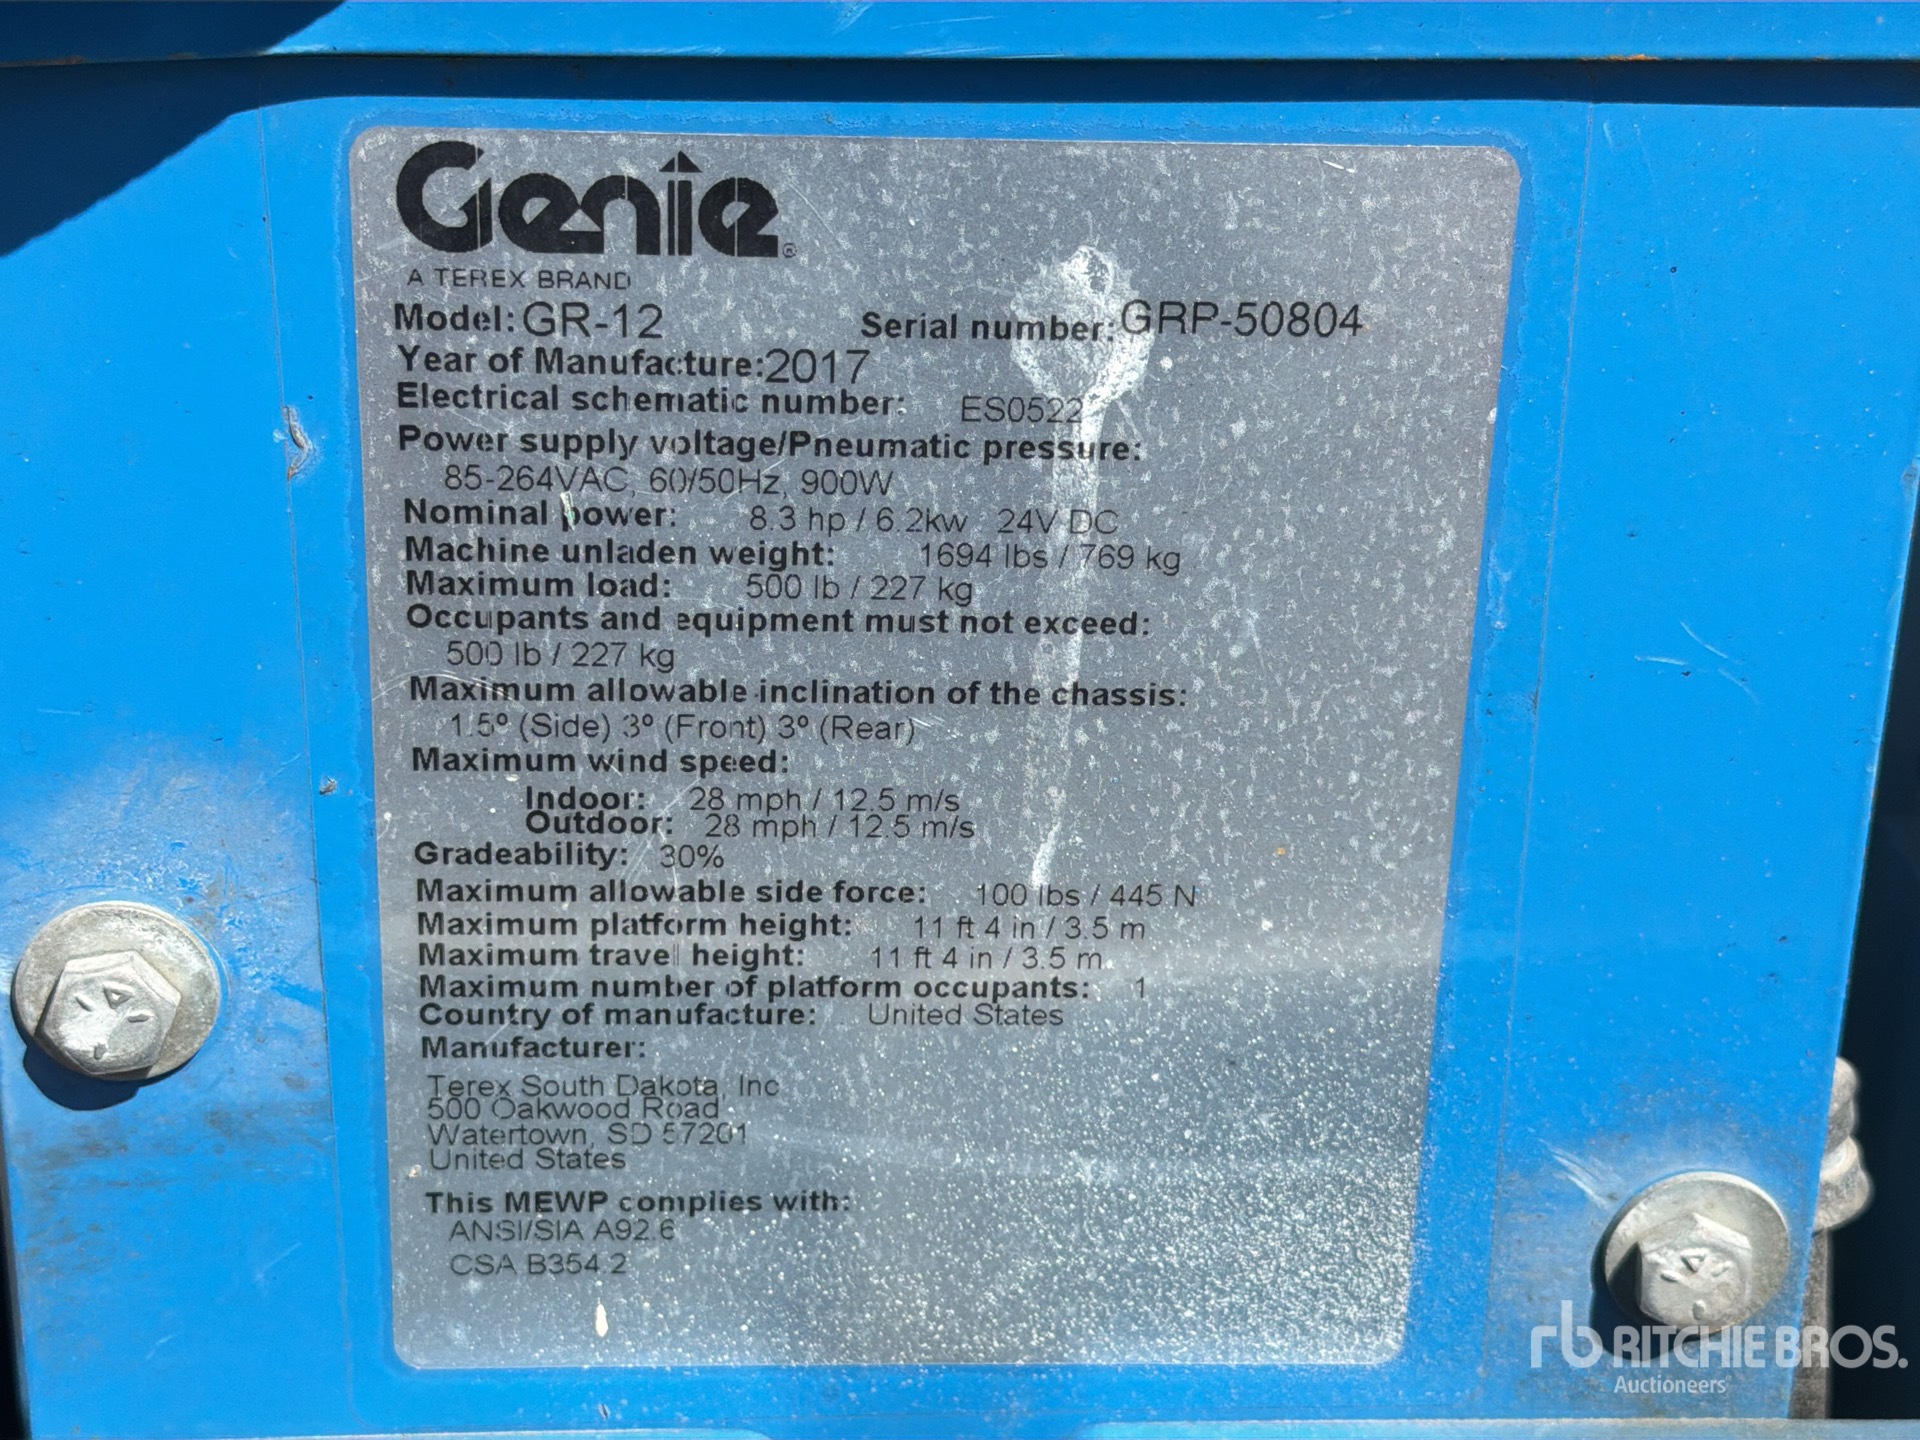 Genie®
A TEREX BRAND
Model: GR-12 Serial number: GRP-50804
Year of Manufacture: 2017
Electrical schematic number: ES0522
Power supply voltage/Pneumatic pressure:
85-264VAC, 60/50Hz, 900W
Nominal power: 8.3 hp / 6.2kw 24V DC
Machine unladen weight: 1694 lbs / 769 kg
Maximum load: 500 lb / 227 kg
Occupants and equipment must not exceed:
500 lb / 227 kg
Maximum allowable inclination of the chassis:
1.5º (Side) 3º (Front) 3º (Rear)
Maximum wind speed:
Indoor: 28 mph / 12.5 m/s
Outdoor: 28 mph / 12.5 m/s
Gradeability: 30%
Maximum allowable side force: 100 lbs / 445 N
Maximum platform height: 11 ft 4 in / 3.5 m
Maximum travel height: 11 ft 4 in / 3.5 m
Maximum number of platform occupants: 1
Country of manufacture: United States
Manufacturer:
Terex South Dakota, Inc
500 Oakwood Road
Watertown, SD 57201
United States
This MEWP complies with:
ANSI/SIA A92.6
CSA B354.2
rb RITCHIE BROS.
Auctioneers